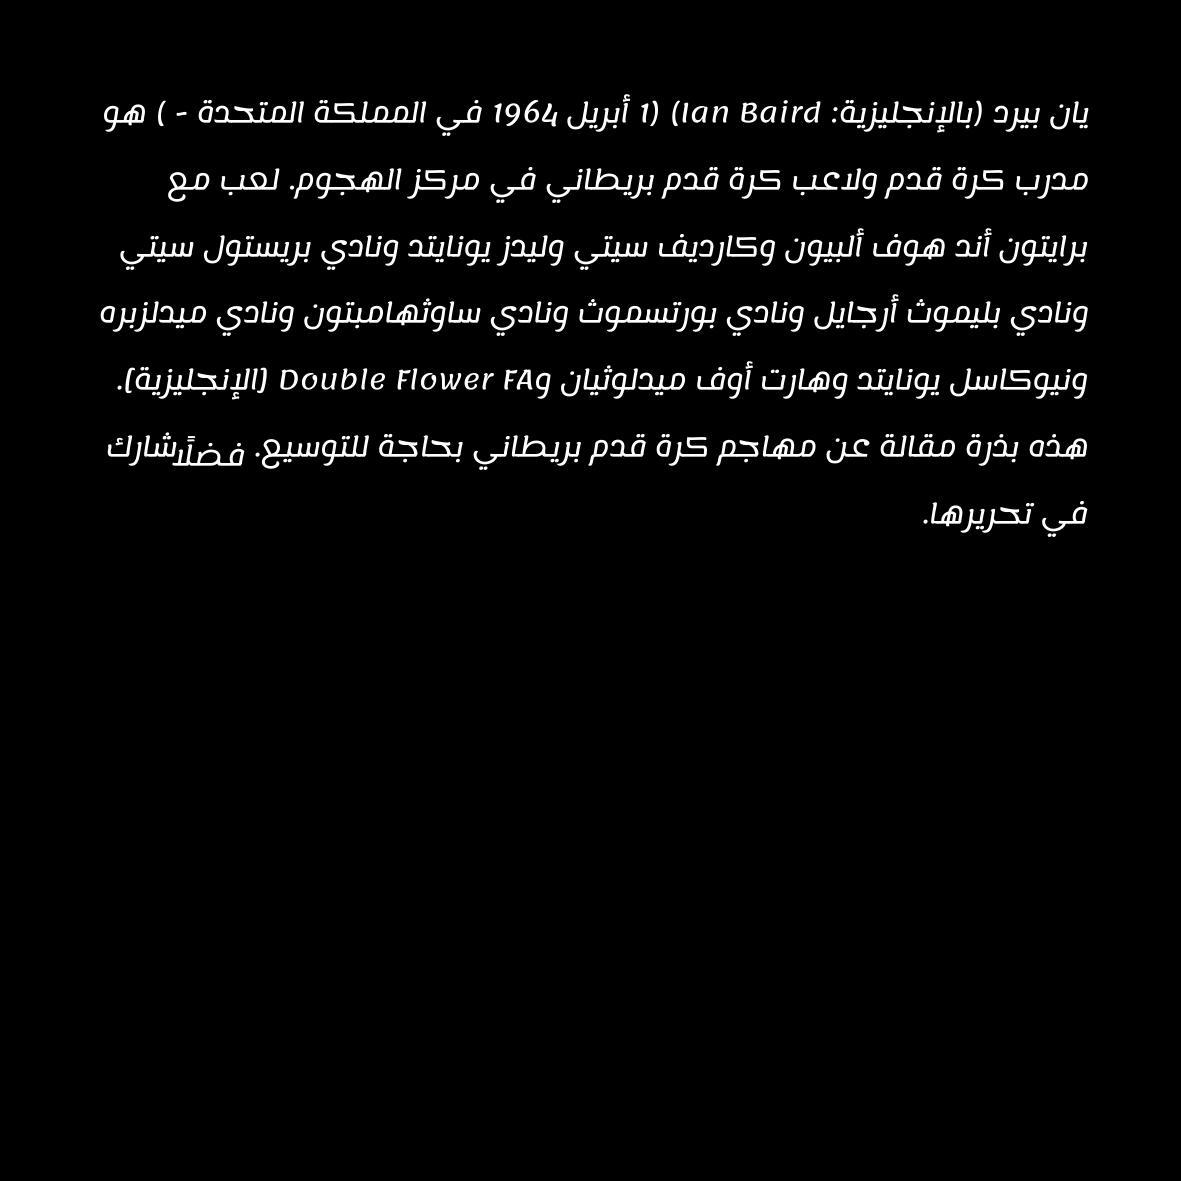 يان بيرد (بالإنجليزية: Ian Baird) (1 أبريل 1964 في المملكة المتحدة - ) هو
مدرب كرة قدم ولاعب كرة قدم بريطاني في مركز الهجوم. لعب مع
برايتون أند هوف ألبيون وكارديف سيتي وليدز يونايتد ونادي بريستول سيتي
ونادي بليموث أرجايل ونادي بورتسموث ونادي ساوثهامبتون ونادي ميدلزبره
ونيوكاسل يونايتد وهارت أوف ميدلوثيان وDouble Flower FA [الإنجليزية].
هذه بذرة مقالة عن مهاجم كرة قدم بريطاني بحاجة للتوسيع. فضلًاشارك
في تحريرها.